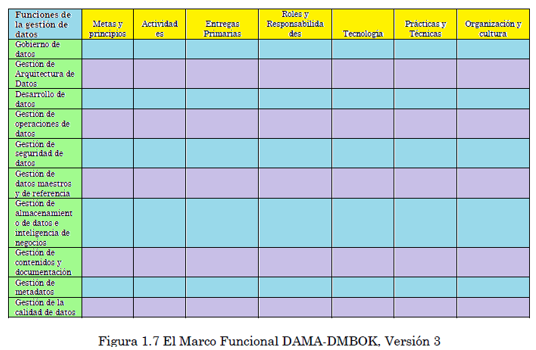 Funciones de
la gestión de
datos
Metas y
principios
Actividad
es
Entregas
Primarias
Roles y
Responsabilida
des
Tecnología
Prácticas y
Técnicas
Organización y
cultura
Gobierno de
datos
Gestión de
Arquitectura de
Datos
Desarrollo de
datos
Gestión de
operaciones de
datos
Gestión de
seguridad de
datos
Gestión de
datos maestros
y de referencia
Gestión de
almacenamient
o de datos e
inteligencia de
negocios
Gestión de
contenidos y
documentación
Gestión de
metadatos
Gestión de la
calidad de datos
Figura 1.7 El Marco Funcional DAMA-DMBOK, Versión 3